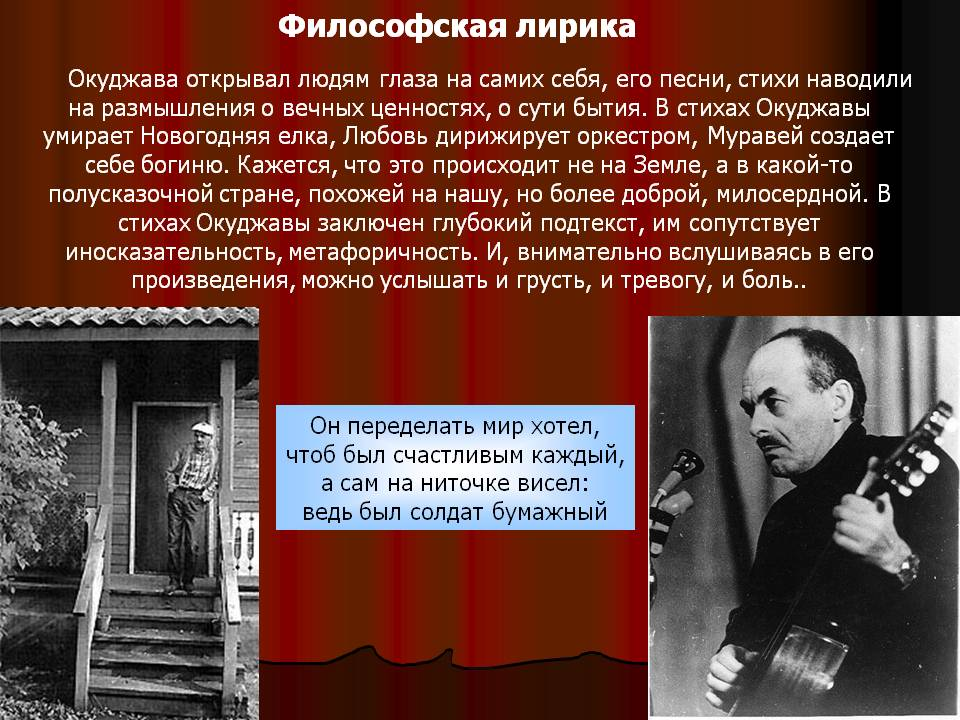 Философская лирика
Окуджава открывал людям глаза на самих себя, его песни, стихи наводили
на размышления о вечных ценностях, о сути бытия. В стихах Окуджавы
умирает Новогодняя елка, Любовь дирижирует оркестром, Муравей создает
себе богиню. Кажется, что это происходит не на Земле, а в какой-то
полусказочной стране, похожей на нашу, но более доброй, милосердной. В
стихах Окуджавы заключен глубокий подтекст, им сопутствует
иносказательность, метафоричность. И, внимательно вслушиваясь в его
произведения, можно услышать и грусть, и тревогу, и боль..
Он переделать мир хотел,
чтоб был счастливым каждый,
а сам на ниточке висел:
ведь был солдат бумажный